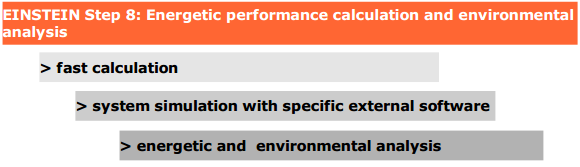 EINSTEIN Step 8: Energetic performance calculation and environmental
analysis
> fast calculation
> system simulation with specific external software
> energetic and  environmental analysis